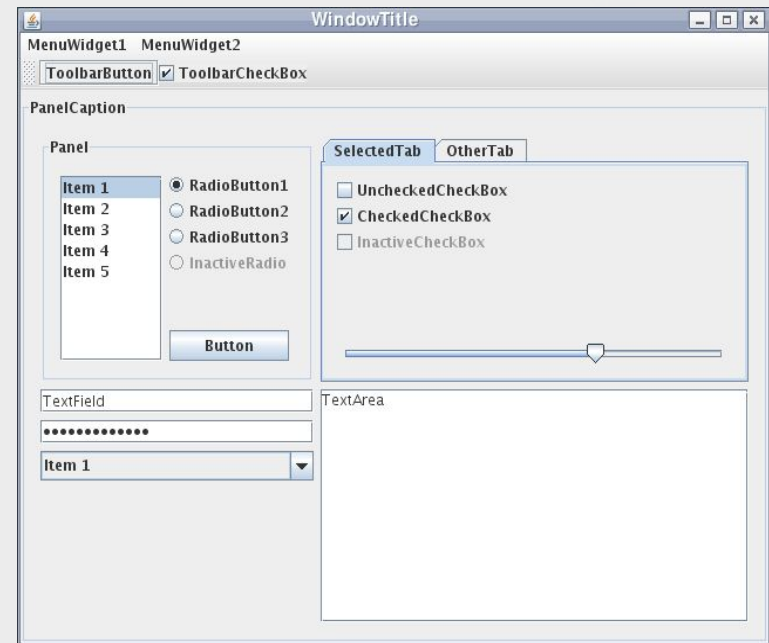 WindowTitle
MenuWidget1 MenuWidget2
ToolbarButton ToolbarCheckBox
PanelCaption
Panel
Item 1
Item 2
Item 3
Item 4
Item 5
RadioButton1
RadioButton2
RadioButton3
InactiveRadio
Button
SelectedTab OtherTab
UncheckedCheckBox
CheckedCheckBox
InactiveCheckBox
TextField
•••••••••••••
Item 1
TextArea